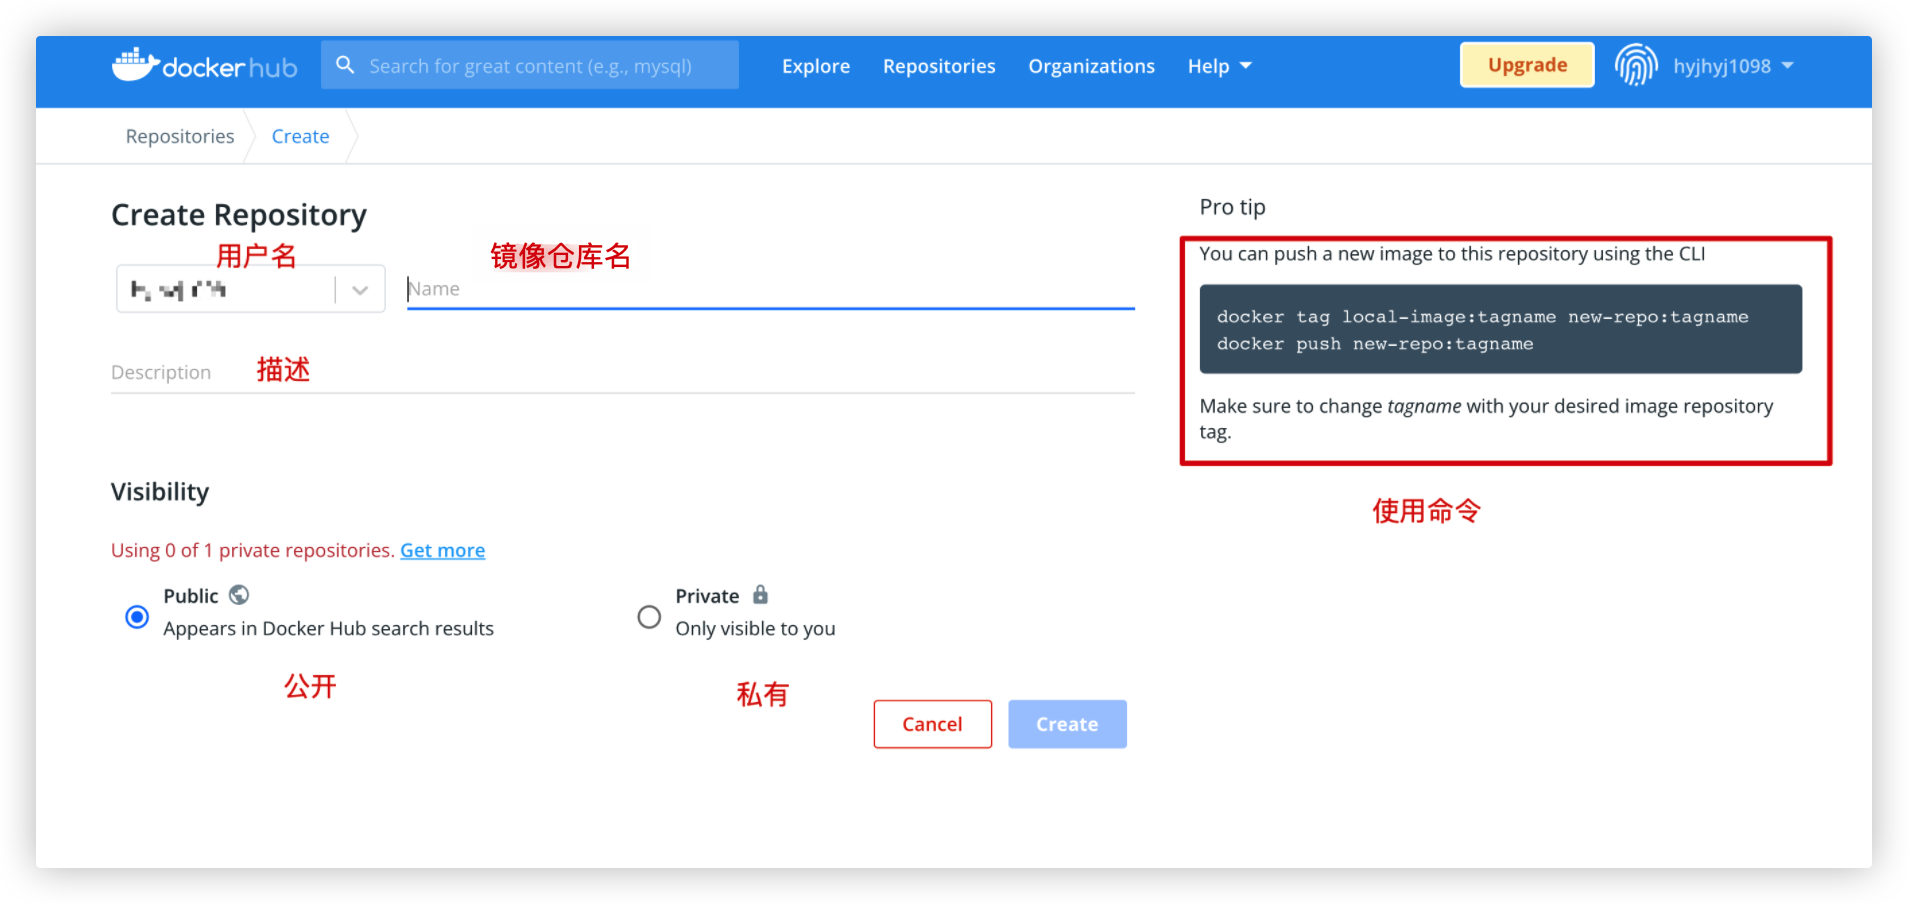 docker hub
Search for great content (e.g., mysql)
Explore
Repositories
Organizations
Help
Upgrade
hyjhyj1098
Repositories
Create
Create Repository
用户名
镜像仓库名
Name
Description
描述
Visibility
Using 0 of 1 private repositories. Get more
Public
Appears in Docker Hub search results
Private
Only visible to you
公开
私有
Cancel
Create
Pro tip
You can push a new image to this repository using the CLI
docker tag local-image:tagname new-repo:tagname
docker push new-repo:tagname
Make sure to change tagname with your desired image repository
tag.
使用命令